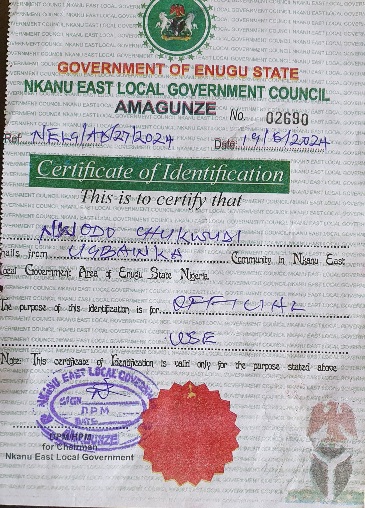 GOVERNMENT OF ENUGU STATE
NKANU EAST LOCAL GOVERNMENT COUNCIL
AMAGUNZE
No. 02690
Ref: NELG/AB/27/2024 Date: 19/6/2024
Certificate of Identification
This is to certify that
NWODO CHUKWUDI
hails from UGBAWKA Community in Nkanu East
Local Government Area of Enugu State Nigeria.
The purpose of this identification is for OFFICIAL
USE
Note: This certificate of Identification is valid only for the purpose stated above
NKANU EAST LOCAL GOVERNMENT
SIGN
D.P.M
DATE
AMAGUNZE
DPM/HPM
for Chairman
Nkanu East Local Government